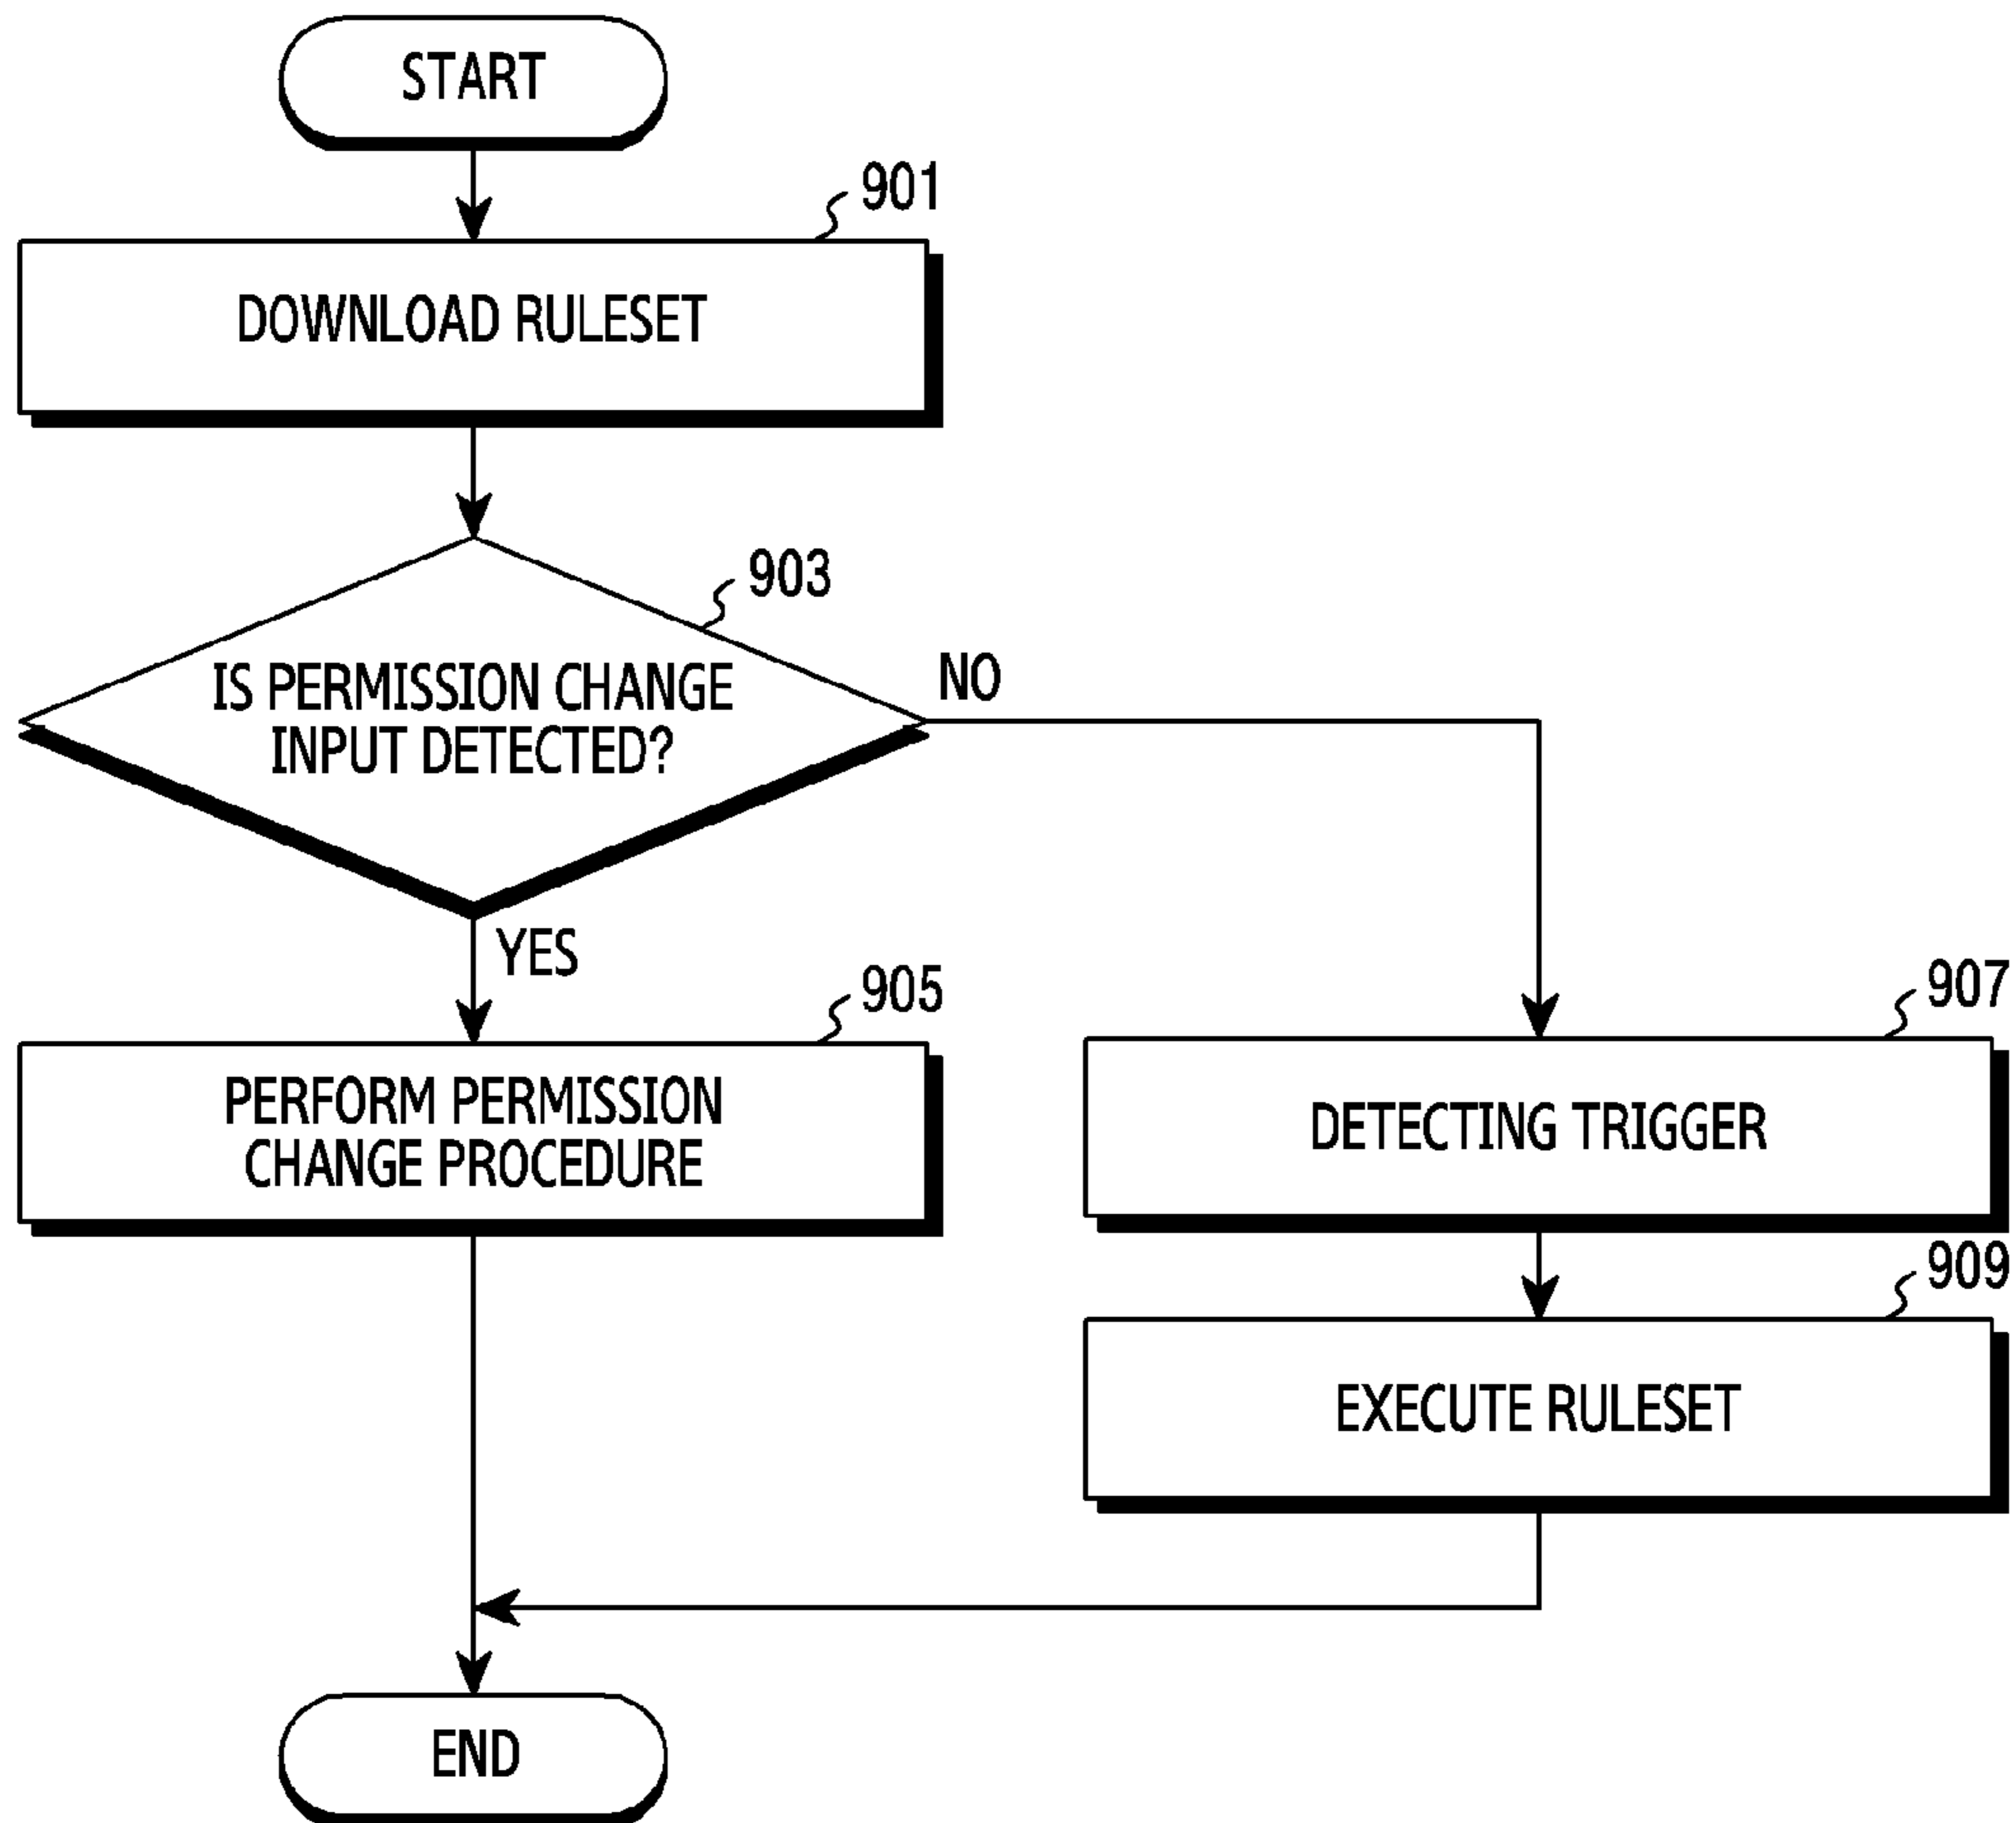 START
901
DOWNLOAD RULESET
903
IS PERMISSION CHANGE
INPUT DETECTED?
NO
YES
905
PERFORM PERMISSION
CHANGE PROCEDURE
907
DETECTING TRIGGER
909
EXECUTE RULESET
END